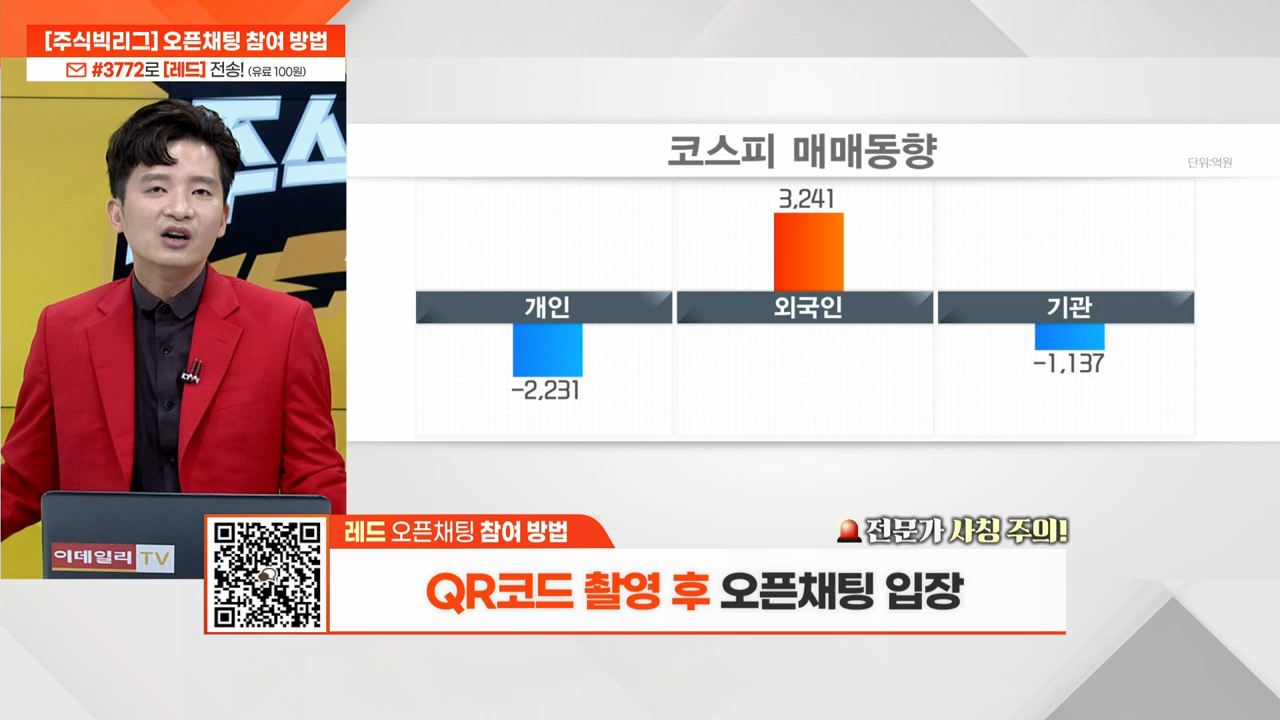 [주식빅리그] 오픈채팅 참여 방법
#3772로 [레드] 전송! (유료 100원)
주스
코스피 매매동향
단위:억원
3,241
개인
외국인
기관
-2,231
-1,137
이데일리 TV
레드 오픈채팅 참여 방법
전문가 사칭 주의!
QR코드 촬영 후 오픈채팅 입장